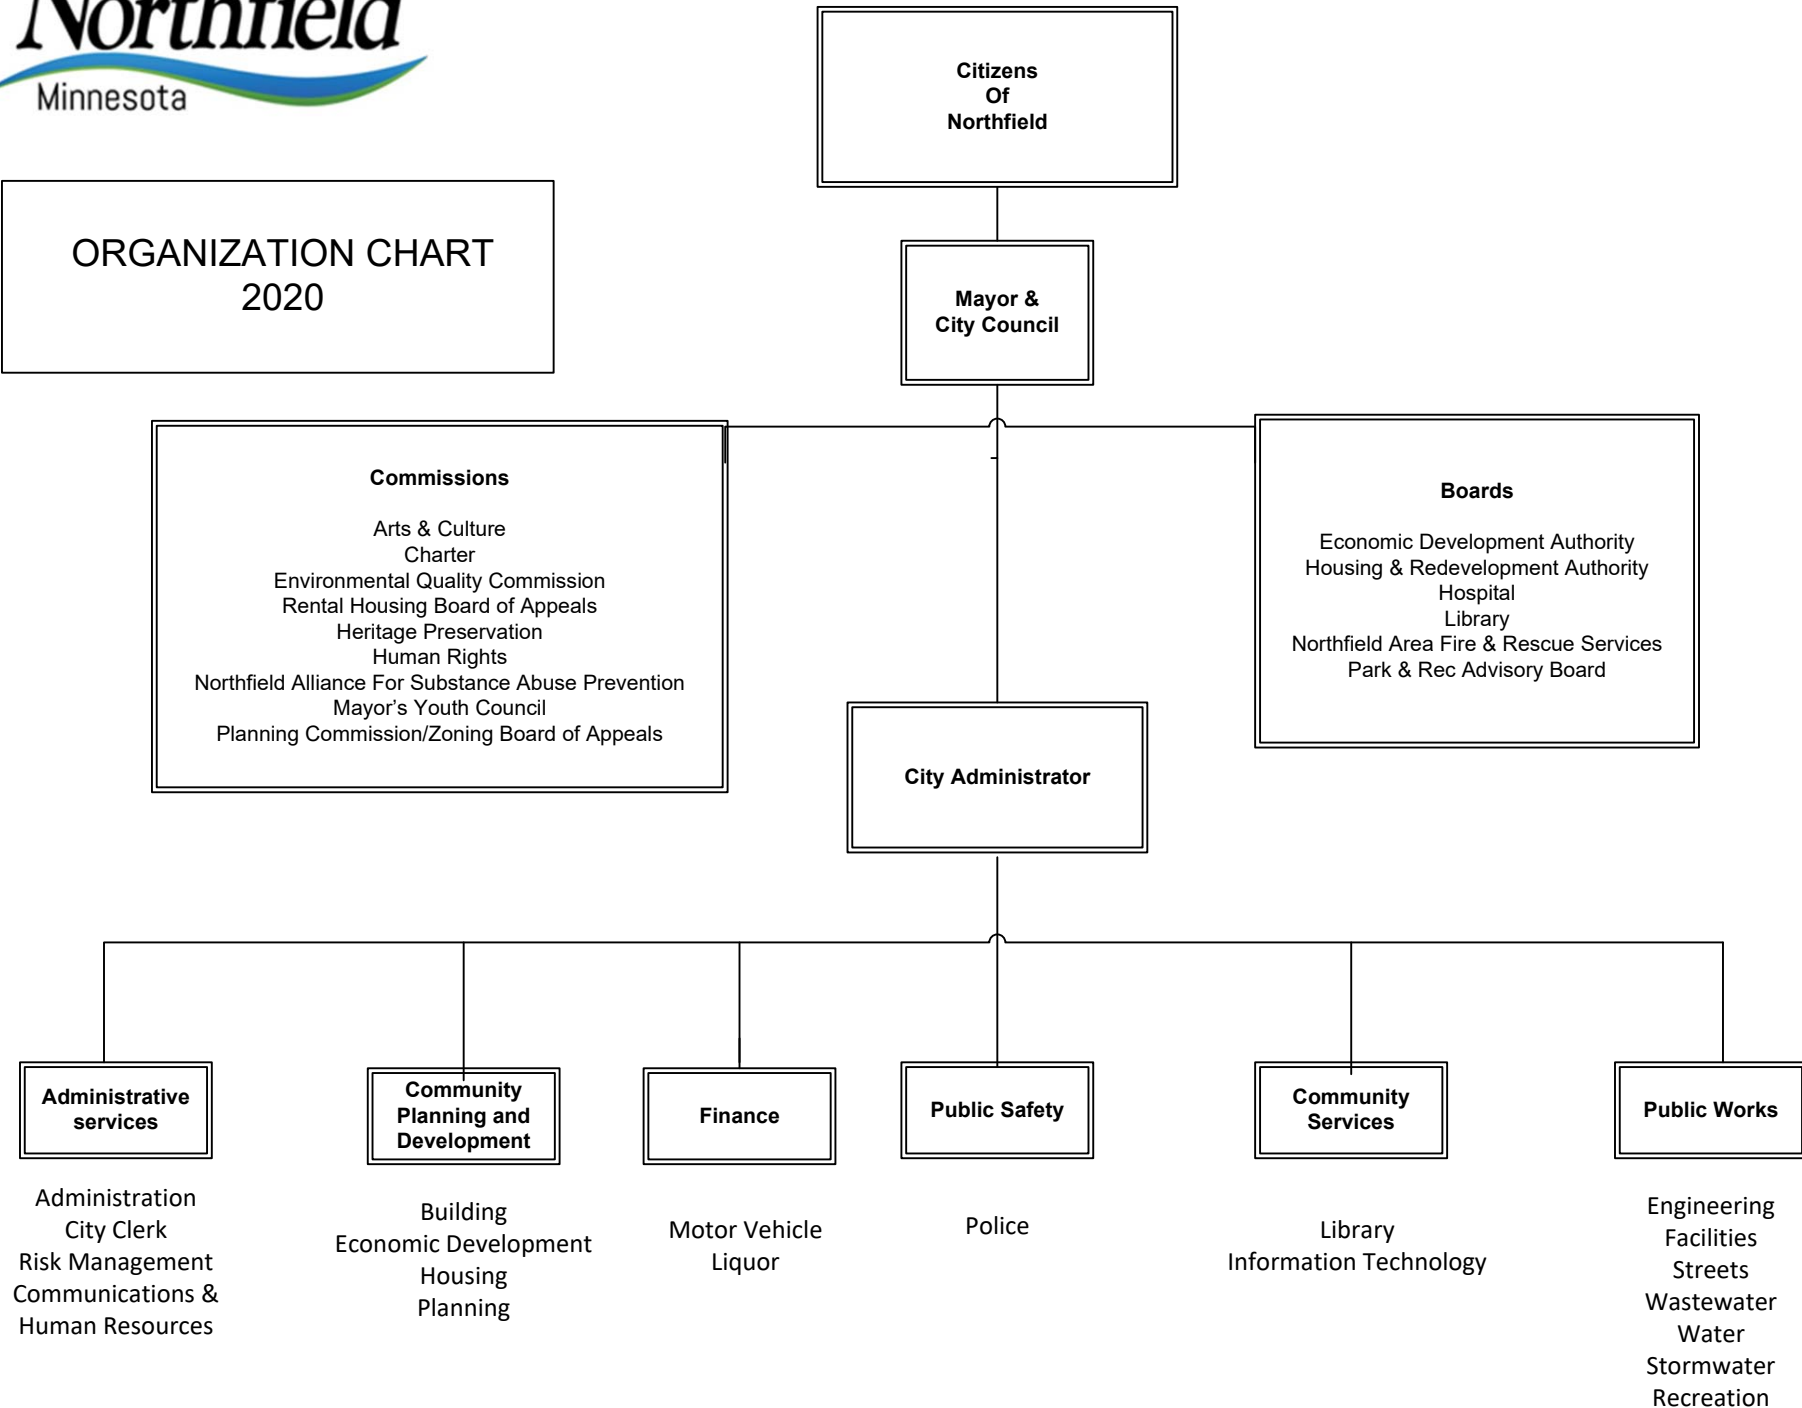 Northfield
Minnesota
ORGANIZATION CHART
2020
Citizens
Of
Northfield
Mayor &
City Council
Commissions
Arts & Culture
Charter
Environmental Quality Commission
Rental Housing Board of Appeals
Heritage Preservation
Human Rights
Northfield Alliance For Substance Abuse Prevention
Mayor’s Youth Council
Planning Commission/Zoning Board of Appeals
Boards
Economic Development Authority
Housing & Redevelopment Authority
Hospital
Library
Northfield Area Fire & Rescue Services
Park & Rec Advisory Board
City Administrator
Administrative
services
Administration
City Clerk
Risk Management
Communications &
Human Resources
Community
Planning and
Development
Building
Economic Development
Housing
Planning
Finance
Motor Vehicle
Liquor
Public Safety
Police
Community
Services
Library
Information Technology
Public Works
Engineering
Facilities
Streets
Wastewater
Water
Stormwater
Recreation